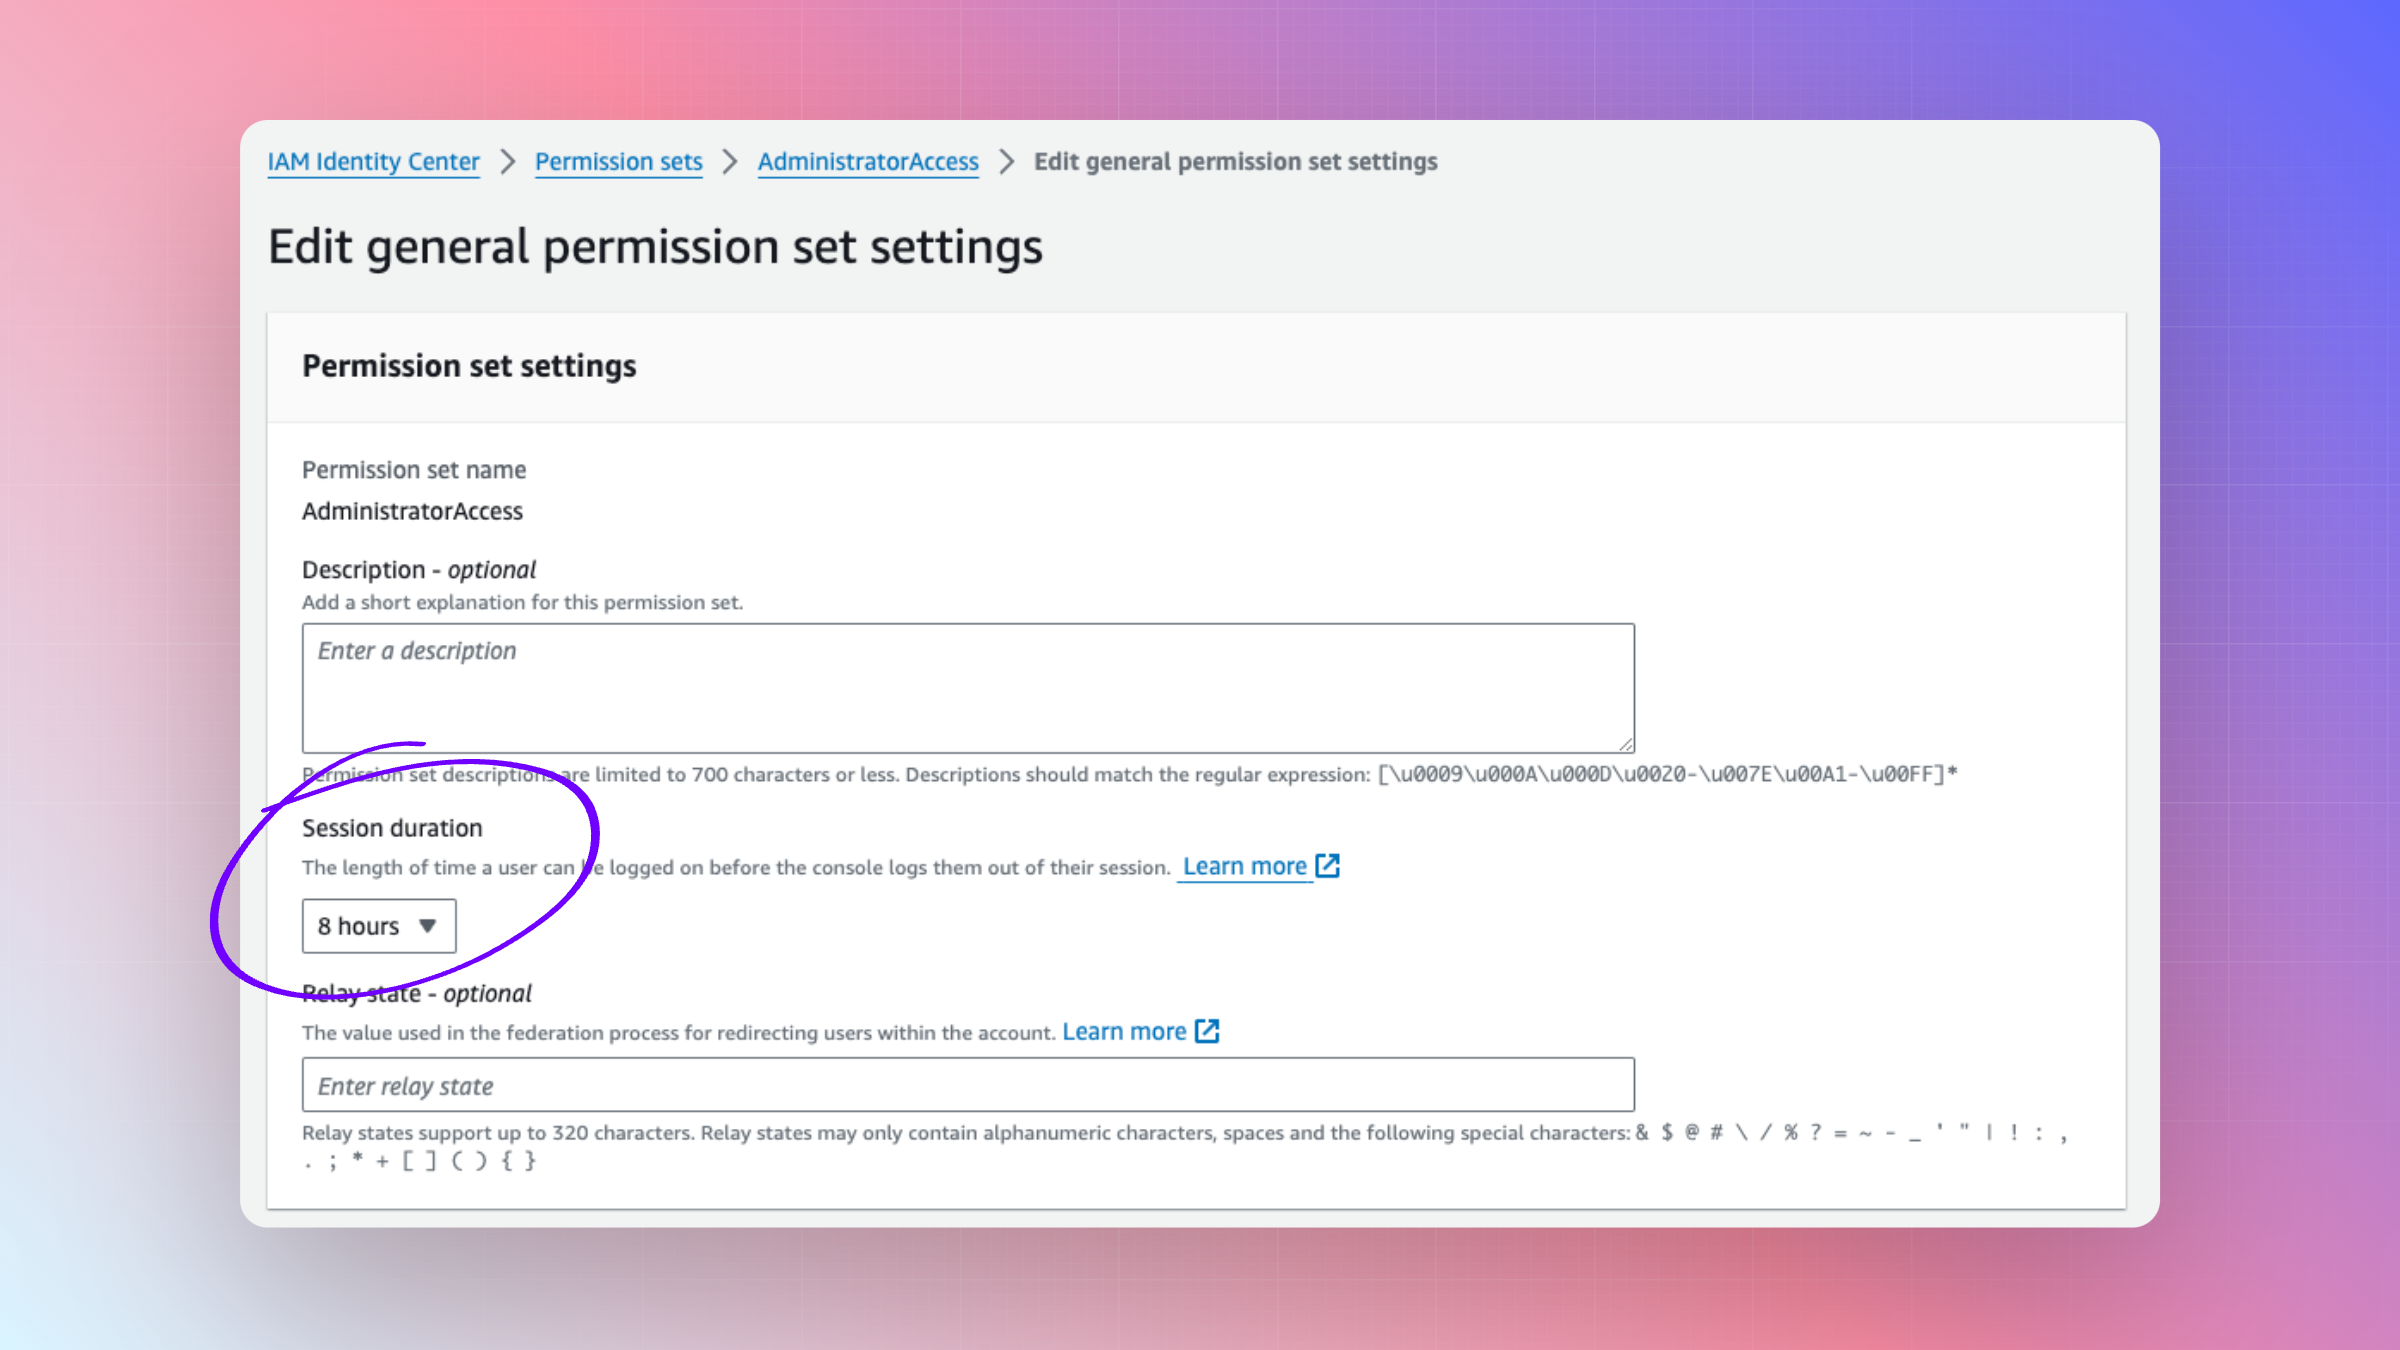 IAM Identity Center > Permission sets > AdministratorAccess > Edit general permission set settings
Edit general permission set settings
Permission set settings
Permission set name
AdministratorAccess
Description - optional
Add a short explanation for this permission set.
Enter a description
Permission set descriptions are limited to 700 characters or less. Descriptions should match the regular expression: [\u0009\u000A\u000D\u0020-\u007E\u00A1-\u00FF]*
Session duration
The length of time a user can be logged on before the console logs them out of their session. Learn more
8 hours
Relay state - optional
The value used in the federation process for redirecting users within the account. Learn more
Enter relay state
Relay states support up to 320 characters. Relay states may only contain alphanumeric characters, spaces and the following special characters: & $ @ # \ / % ? = ~ - _ ' " | ! : ,
. ; * + [ ] ( ) { }